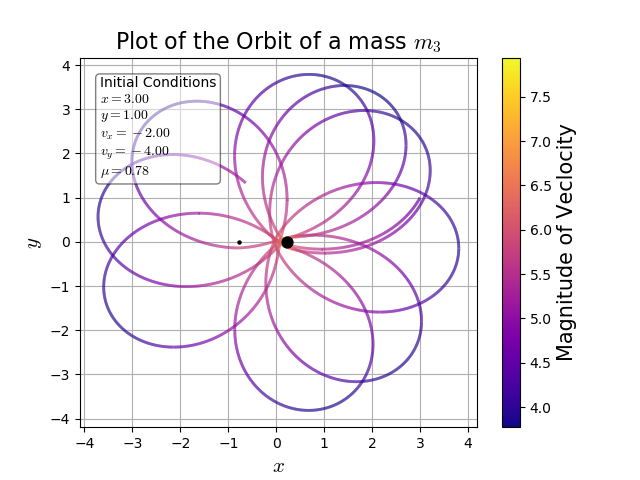 Plot of the Orbit of a mass m₃
Initial Conditions
x = 3.00
y = 1.00
vₓ = −2.00
v_y = −4.00
μ = 0.78
4
3
2
1
0
−1
−2
−3
−4
y
−4 −3 −2 −1 0 1 2 3 4
x
7.5
7.0
6.5
6.0
5.5
5.0
4.5
4.0
Magnitude of Veclocity